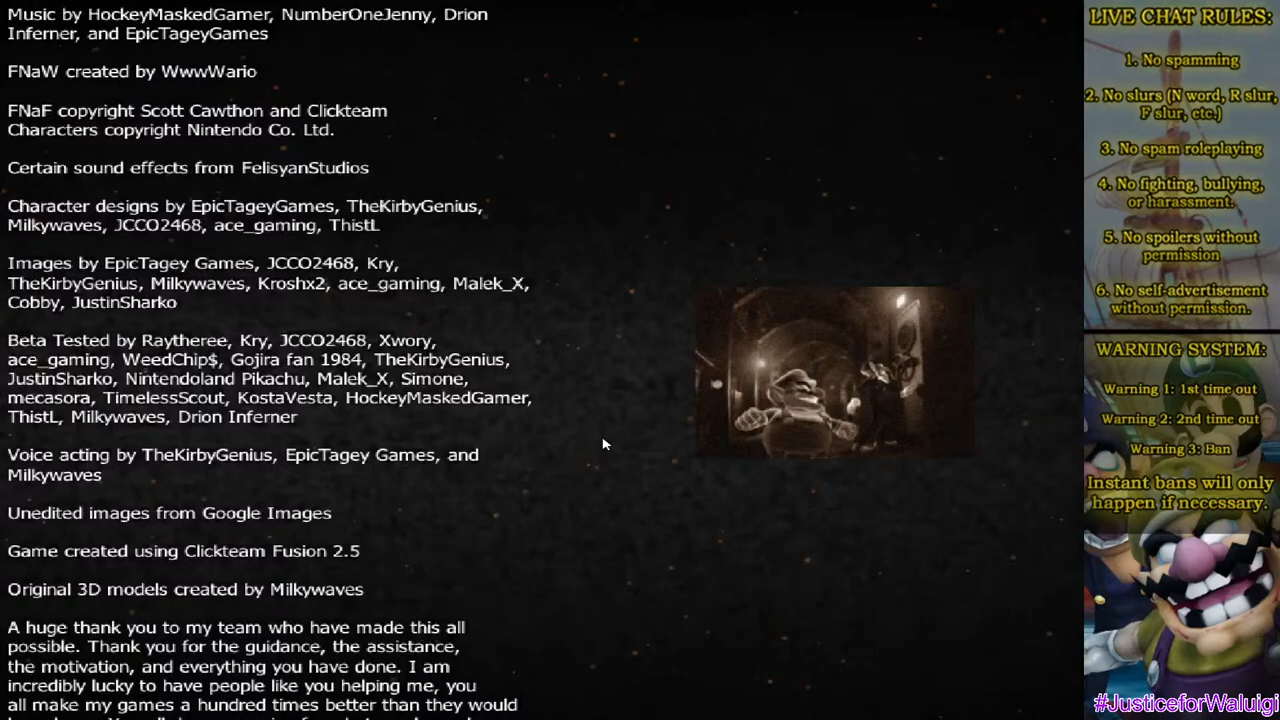 Music by HockeyMaskedGamer, NumberOneJenny, Drion
Inferner, and EpicTageyGames
FNaW created by WwwWario
FNaF copyright Scott Cawthon and Clickteam
Characters copyright Nintendo Co. Ltd.
Certain sound effects from FelisyanStudios
Character designs by EpicTageyGames, TheKirbyGenius,
Milkywaves, JCCO2468, ace_gaming, ThistL
Images by EpicTagey Games, JCCO2468, Kry,
TheKirbyGenius, Milkywaves, Kroshx2, ace_gaming, Malek_X,
Cobby, JustinSharko
Beta Tested by Raytheree, Kry, JCCO2468, Xwory,
ace_gaming, WeedChip$, Gojira fan 1984, TheKirbyGenius,
JustinSharko, Nintendoland Pikachu, Malek_X, Simone,
mecasora, TimelessScout, KostaVesta, HockeyMaskedGamer,
ThistL, Milkywaves, Drion Inferner
Voice acting by TheKirbyGenius, EpicTagey Games, and
Milkywaves
Unedited images from Google Images
Game created using Clickteam Fusion 2.5
Original 3D models created by Milkywaves
A huge thank you to my team who have made this all
possible. Thank you for the guidance, the assistance,
the motivation, and everything you have done. I am
incredibly lucky to have people like you helping me, you
all make my games a hundred times better than they would
LIVE CHAT RULES:
1. No spamming
2. No slurs (N word, R slur,
F slur, etc.)
3. No spam roleplaying
4. No fighting, bullying,
or harassment.
5. No spoilers without
permission
6. No self-advertisement
without permission.
WARNING SYSTEM:
Warning 1: 1st time out
Warning 2: 2nd time out
Warning 3: Ban
Instant bans will only
happen if necessary.
#JusticeforWaluigi